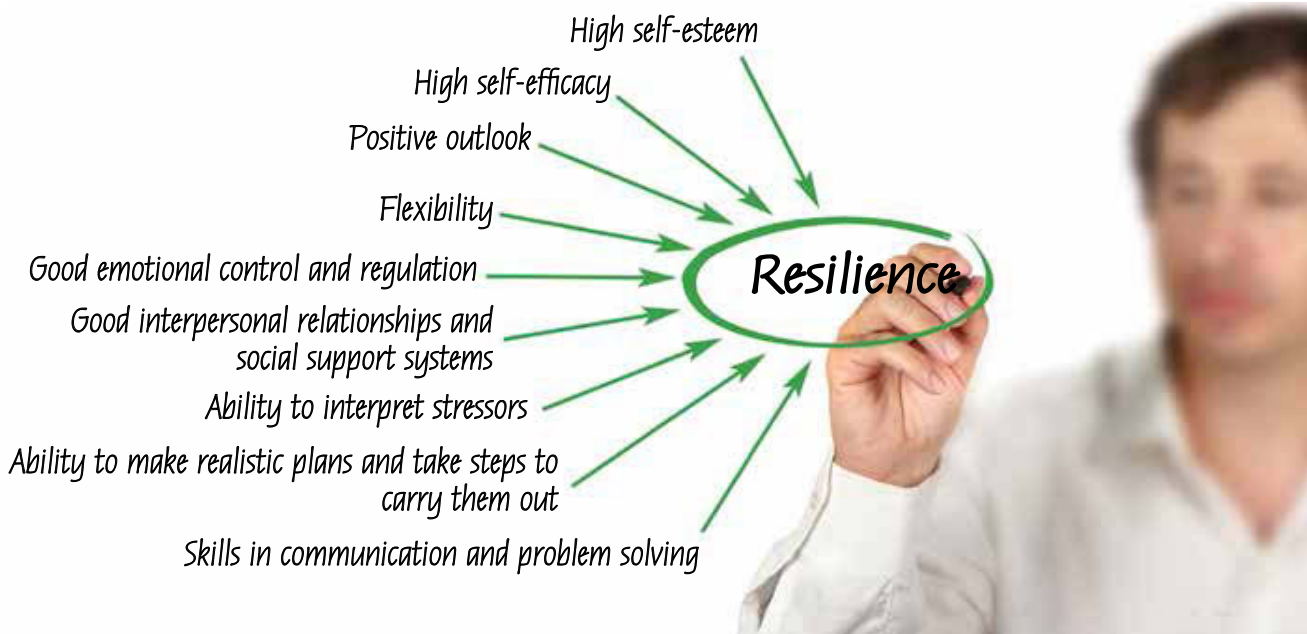 High self-esteem
High self-efficacy
Positive outlook
Flexibility
Resilience
Good emotional control and regulation
Good interpersonal relationships and
social support systems
Ability to interpret stressors
Ability to make realistic plans and take steps to
carry them out
Skills in communication and problem solving